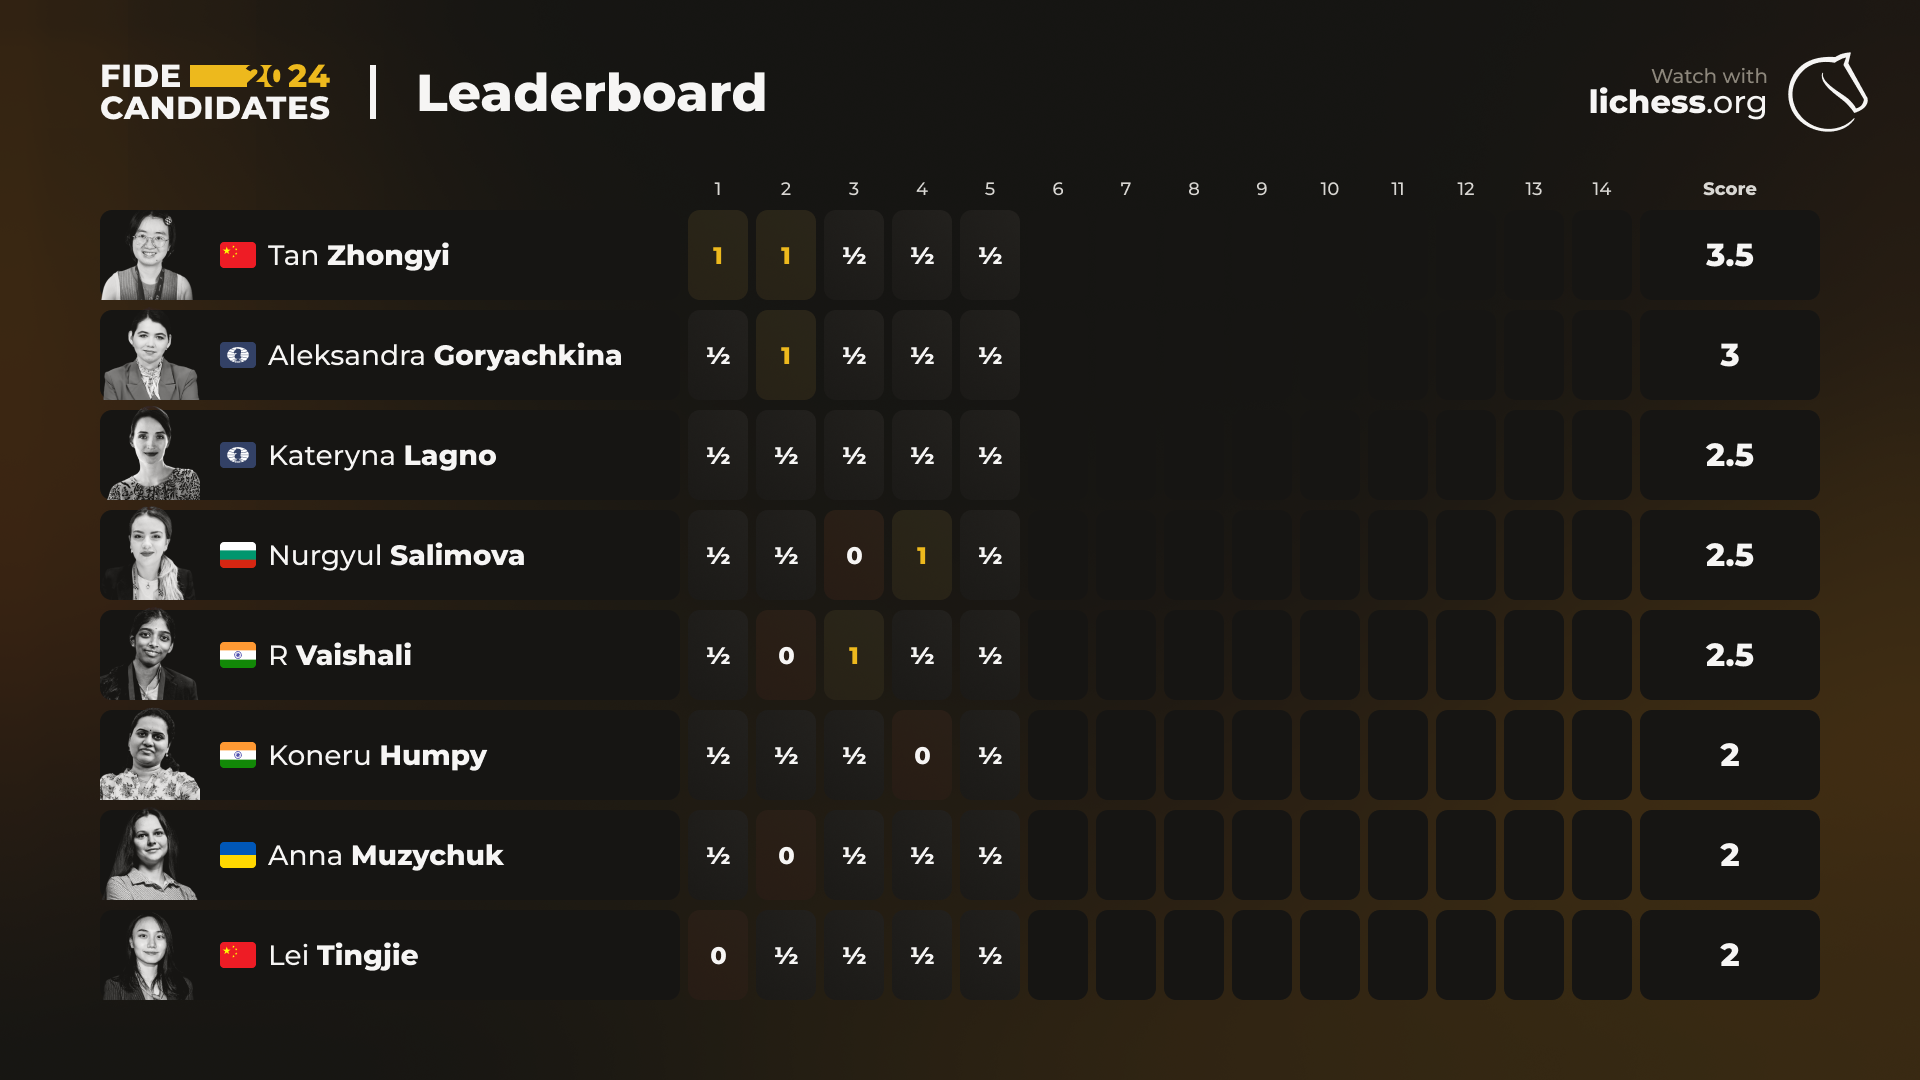 FIDE 2024
CANDIDATES
Leaderboard
Watch with
lichess.org
1 2 3 4 5 6 7 8 9 10 11 12 13 14 Score
Tan Zhongyi 1 1 ½ ½ ½ 3.5
Aleksandra Goryachkina ½ 1 ½ ½ ½ 3
Kateryna Lagno ½ ½ ½ ½ ½ 2.5
Nurgyul Salimova ½ ½ 0 1 ½ 2.5
R Vaishali ½ 0 1 ½ ½ 2.5
Koneru Humpy ½ ½ ½ 0 ½ 2
Anna Muzychuk ½ 0 ½ ½ ½ 2
Lei Tingjie 0 ½ ½ ½ ½ 2